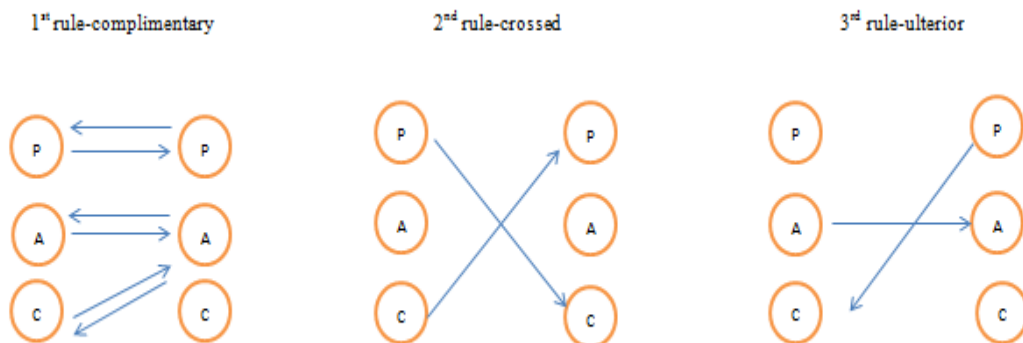 1st rule-complimentary 2nd rule-crossed 3rd rule-ulterior
P P P P P P
A A A A A A
C C C C C C